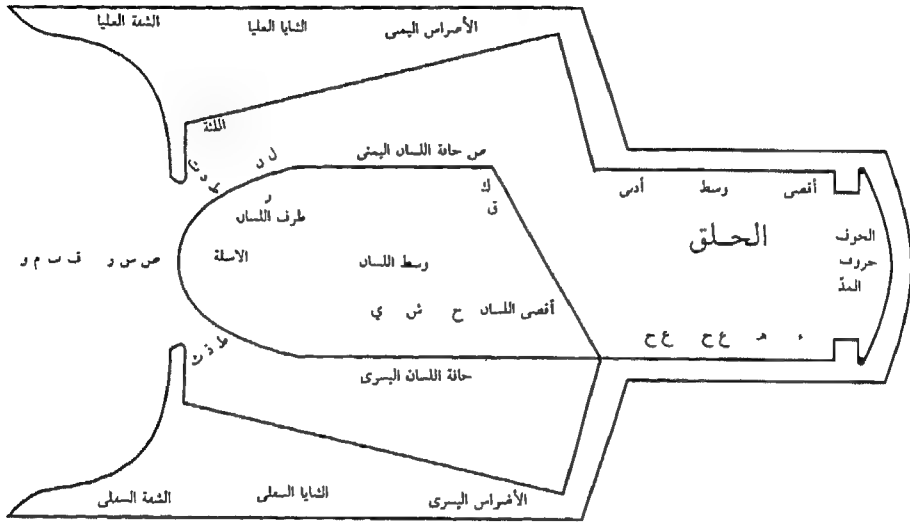 الأضراس اليمنى الثنايا العليا الشفة العليا
اللثة
ل ن
ط د ت
ض حافة اللسان اليمنى
أقصى وسط أدنى
ك
ق
ر
طرف اللسان
الحلق
الجوف
حروف
المدّ
وسط اللسان
الاسلة
ص س ز ف ب م و
أقصى اللسان ج ش ي
ء هـ ع ح غ خ
حافة اللسان اليسرى
ظ ذ ث
الأضراس اليسرى الثنايا السفلى الشفة السفلى